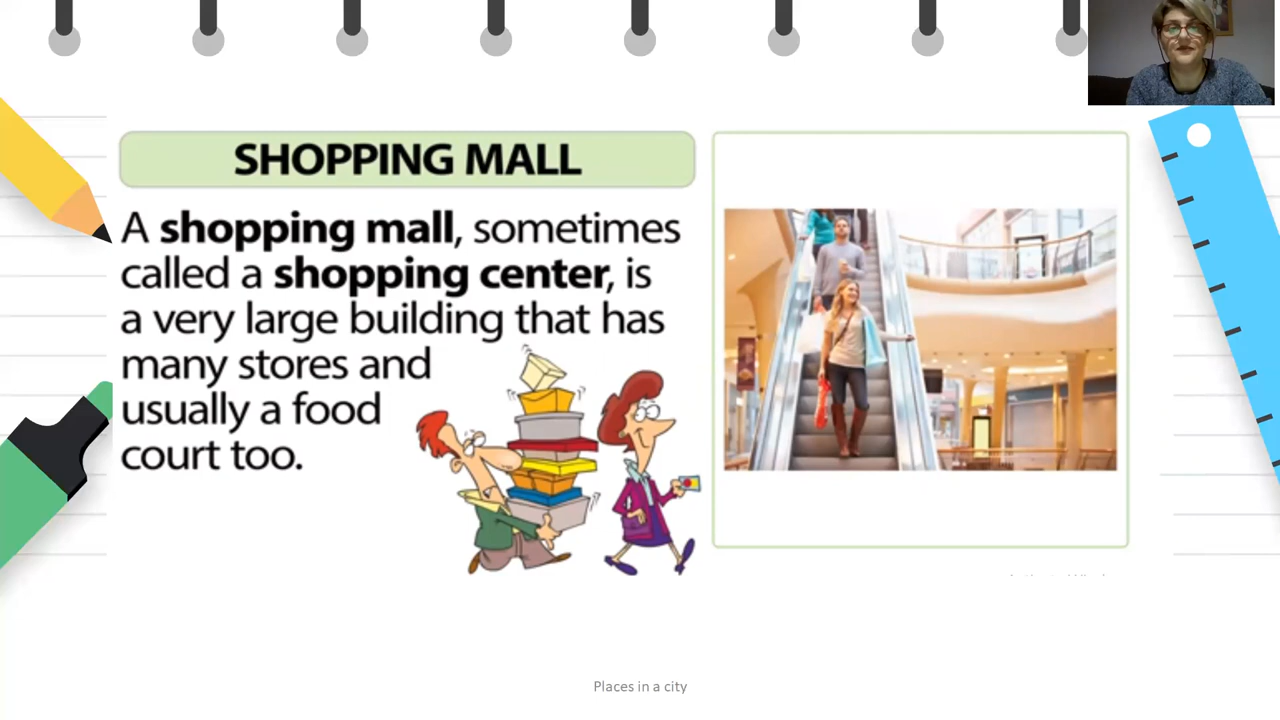 SHOPPING MALL
A shopping mall, sometimes
called a shopping center, is
a very large building that has
many stores and
usually a food
court too.
Places in a city